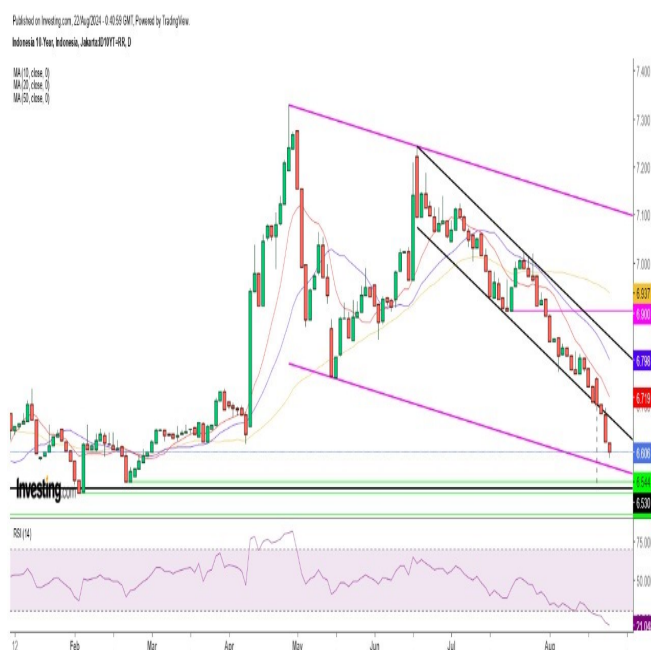 Published on Investing.com, 22/Aug/2024 - 0:40:59 GMT, Powered by TradingView.
Indonesia 10-Year, Indonesia, Jakarta:ID10YT=RR, D
MA (10, close, 0)
MA (20, close, 0)
MA (50, close, 0)
7.400
7.300
7.200
7.100
7.000
6.937
6.900
6.798
6.719
6.606
6.544
6.530
Investing.com
RSI (14)
75.00
50.00
21.04
12
Feb
Mar
Apr
May
Jun
Jul
Aug